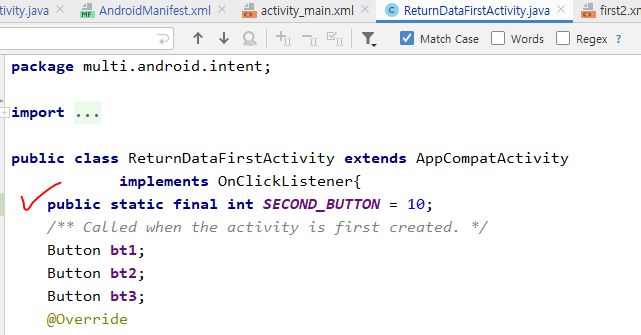 tivity.java AndroidManifest.xml activity_main.xml ReturnDataFirstActivity.java first2.xml
Match Case Words Regex ?
package multi.android.intent;
import ...
public class ReturnDataFirstActivity extends AppCompatActivity
implements OnClickListener{
public static final int SECOND_BUTTON = 10;
/** Called when the activity is first created. */
Button bt1;
Button bt2;
Button bt3;
@Override